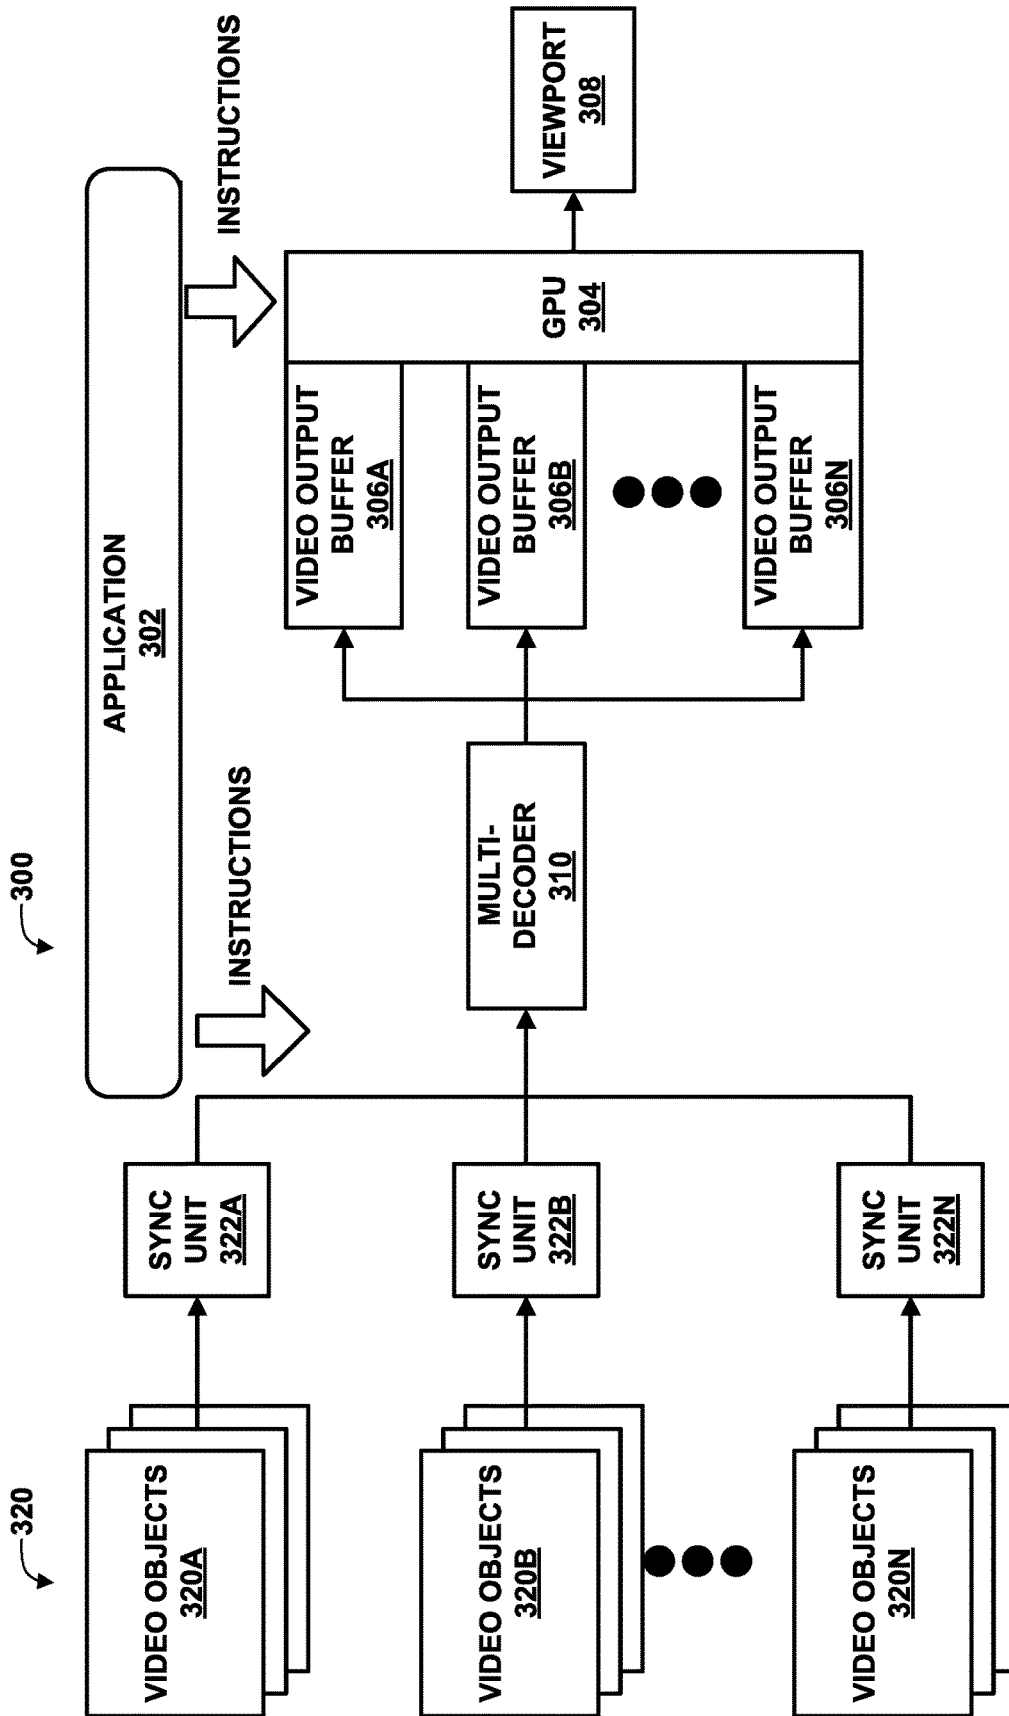 300
320
APPLICATION
302
INSTRUCTIONS
INSTRUCTIONS
VIDEO OBJECTS
320A
SYNC
UNIT
322A
VIDEO OBJECTS
320B
SYNC
UNIT
322B
VIDEO OBJECTS
320N
SYNC
UNIT
322N
MULTI-
DECODER
310
VIDEO OUTPUT
BUFFER
306A
VIDEO OUTPUT
BUFFER
306B
VIDEO OUTPUT
BUFFER
306N
GPU
304
VIEWPORT
308